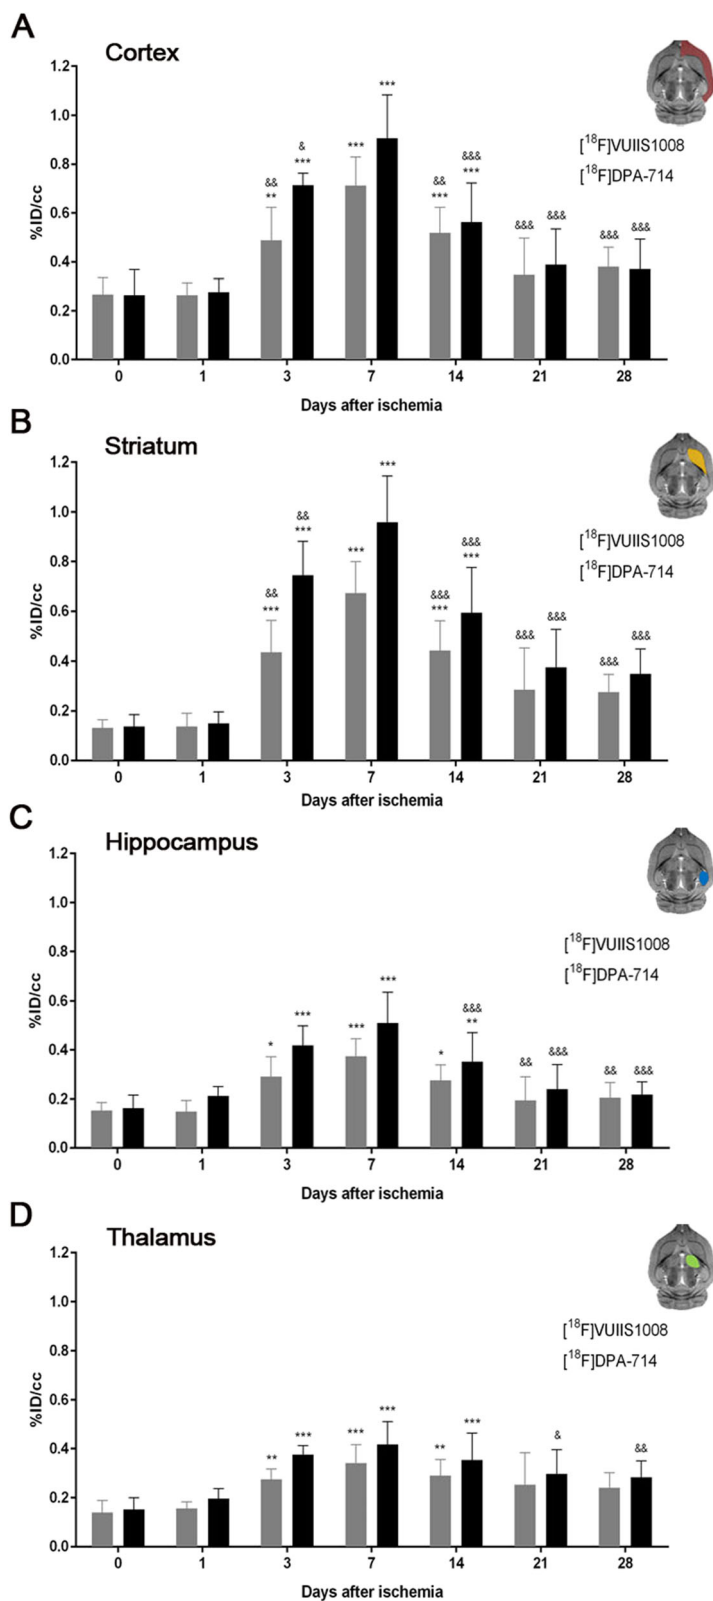 A
Cortex
[18F]VUIIS1008
[18F]DPA-714
%ID/cc
1.2
1.0
0.8
0.6
0.4
0.2
0.0
&&
**
&
***
***
***
&&
***
&&&
***
&&&
&&&
&&&
&&&
0 1 3 7 14 21 28
Days after ischemia
B
Striatum
[18F]VUIIS1008
[18F]DPA-714
%ID/cc
1.2
1.0
0.8
0.6
0.4
0.2
0.0
&&
***
&&
***
***
***
&&&
***
&&&
***
&&&
&&&
&&&
&&&
0 1 3 7 14 21 28
Days after ischemia
C
Hippocampus
[18F]VUIIS1008
[18F]DPA-714
%ID/cc
1.2
1.0
0.8
0.6
0.4
0.2
0.0
*
***
***
***
*
&&&
**
&&
&&&
&&
&&&
0 1 3 7 14 21 28
Days after ischemia
D
Thalamus
[18F]VUIIS1008
[18F]DPA-714
%ID/cc
1.2
1.0
0.8
0.6
0.4
0.2
0.0
**
***
***
***
**
***
&
&&
0 1 3 7 14 21 28
Days after ischemia